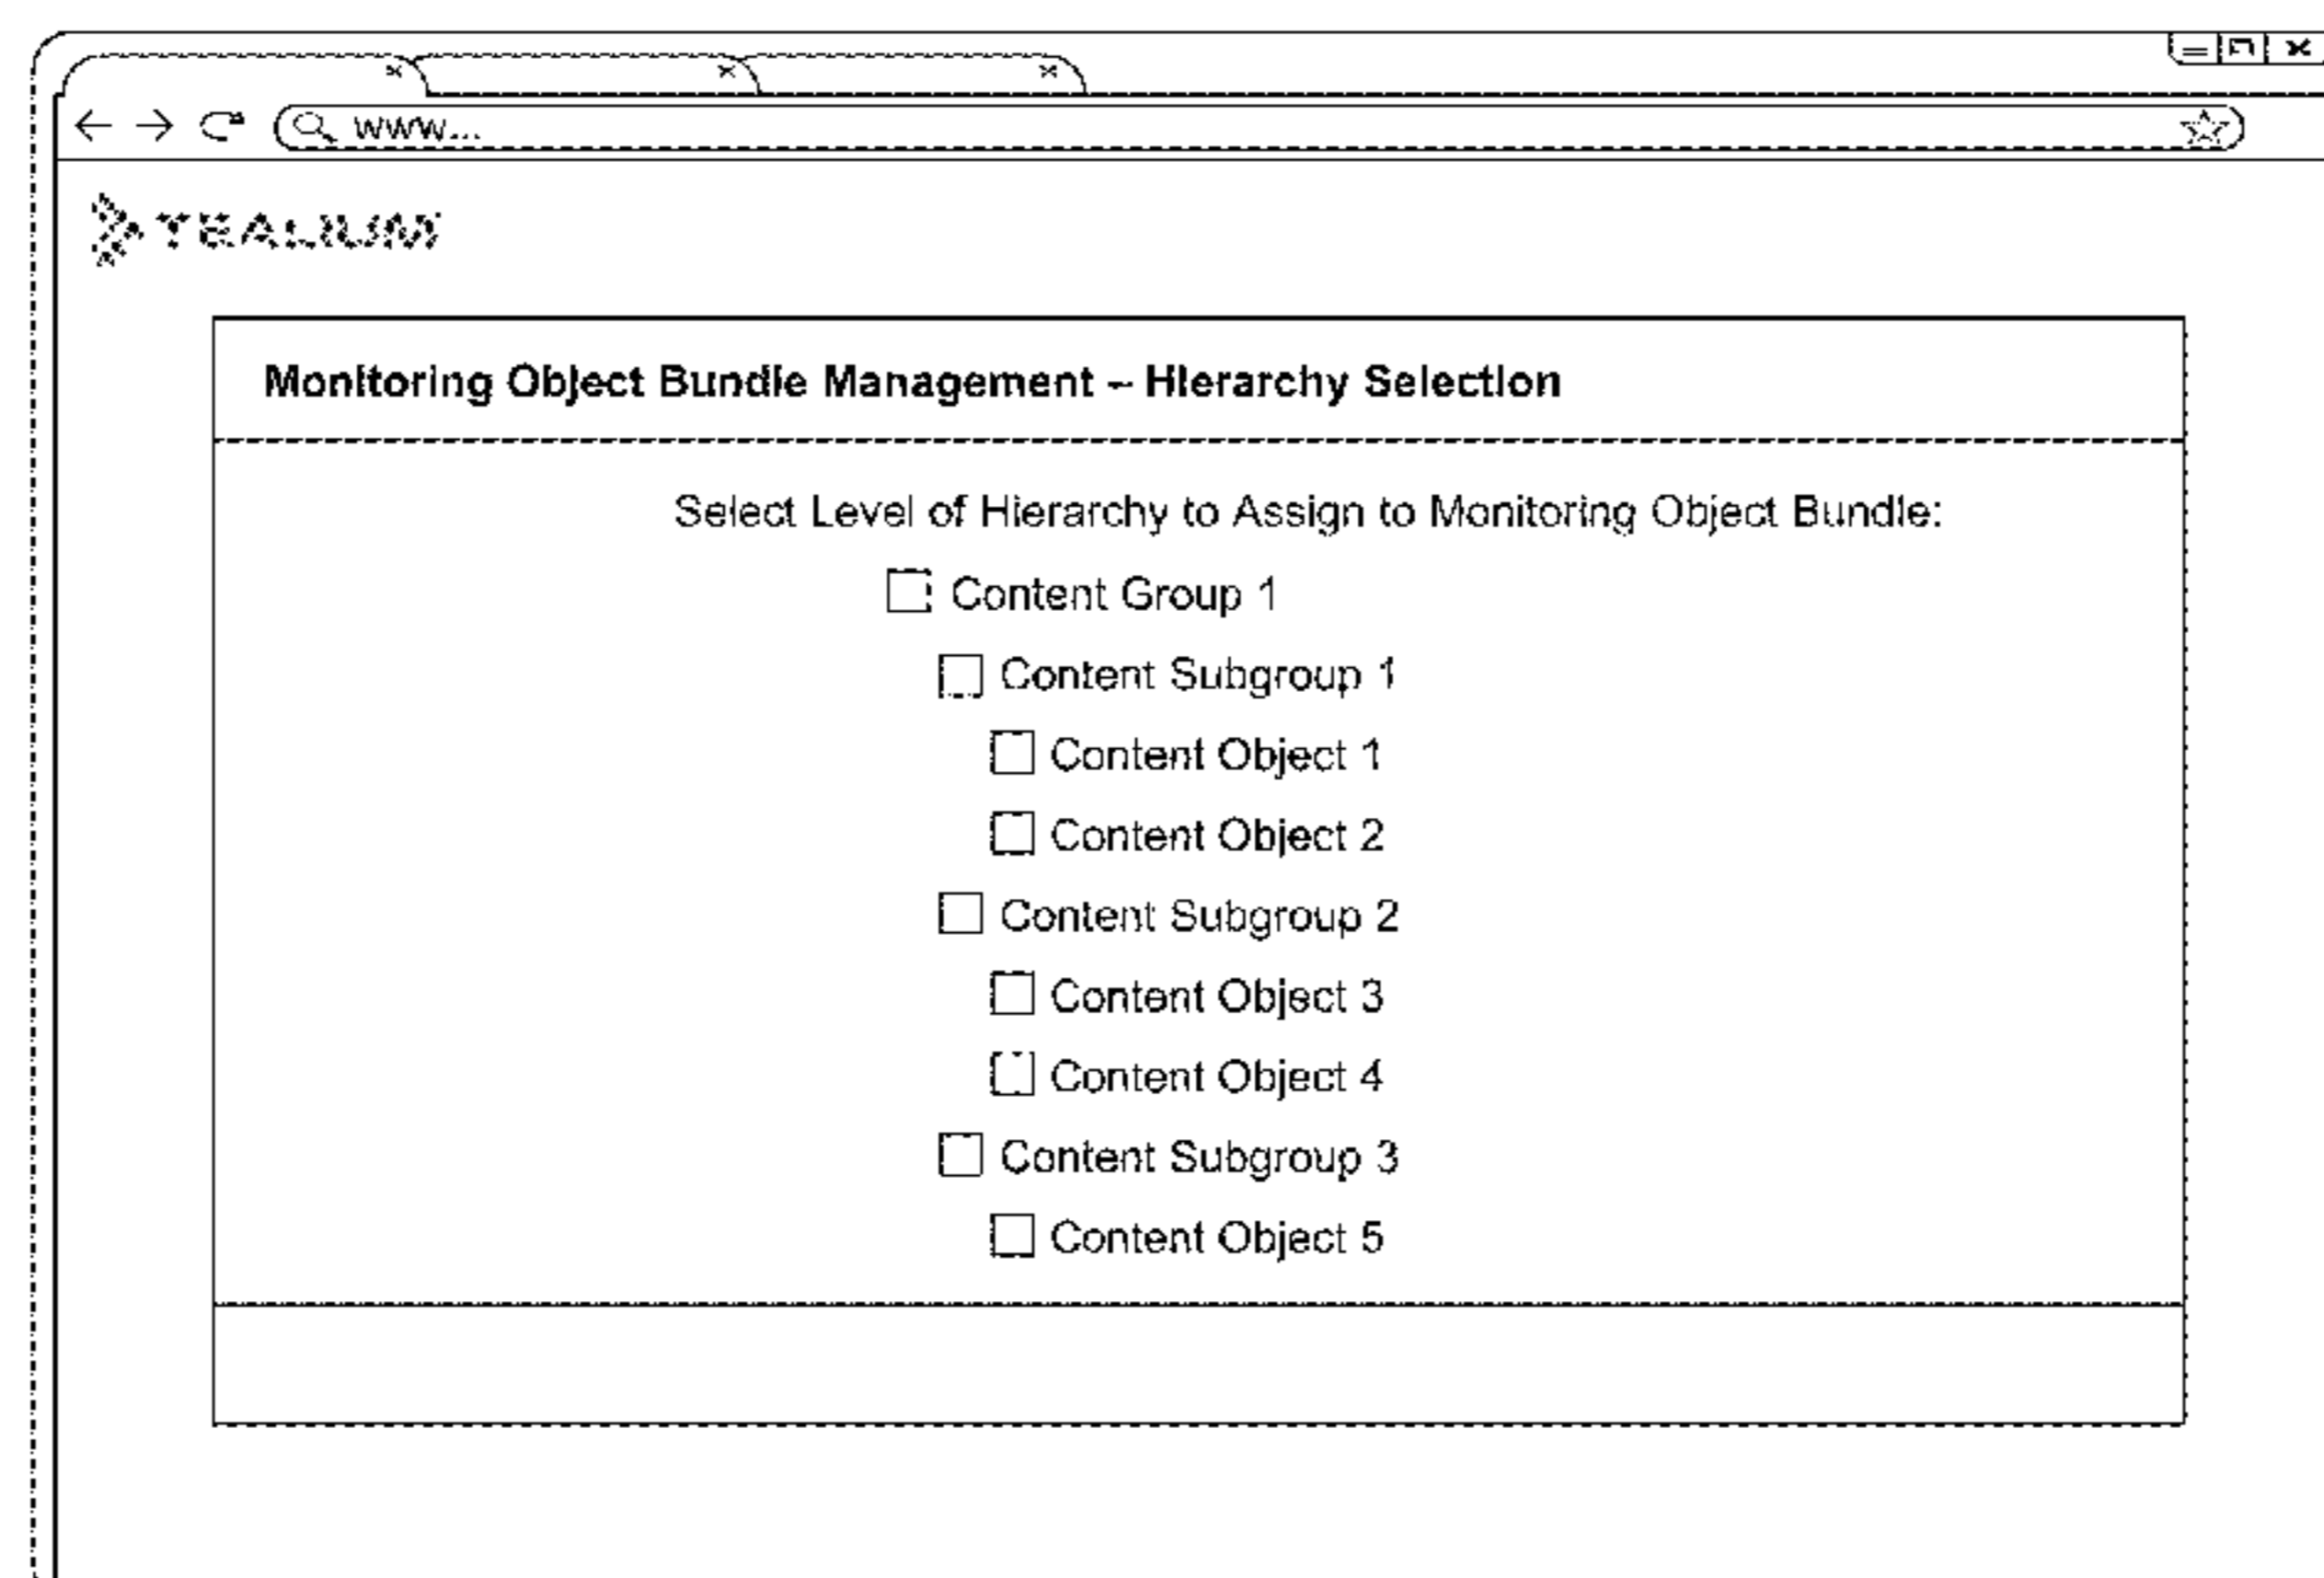 www...
TEALIUM
Monitoring Object Bundle Management – Hierarchy Selection
Select Level of Hierarchy to Assign to Monitoring Object Bundle:
Content Group 1
Content Subgroup 1
Content Object 1
Content Object 2
Content Subgroup 2
Content Object 3
Content Object 4
Content Subgroup 3
Content Object 5